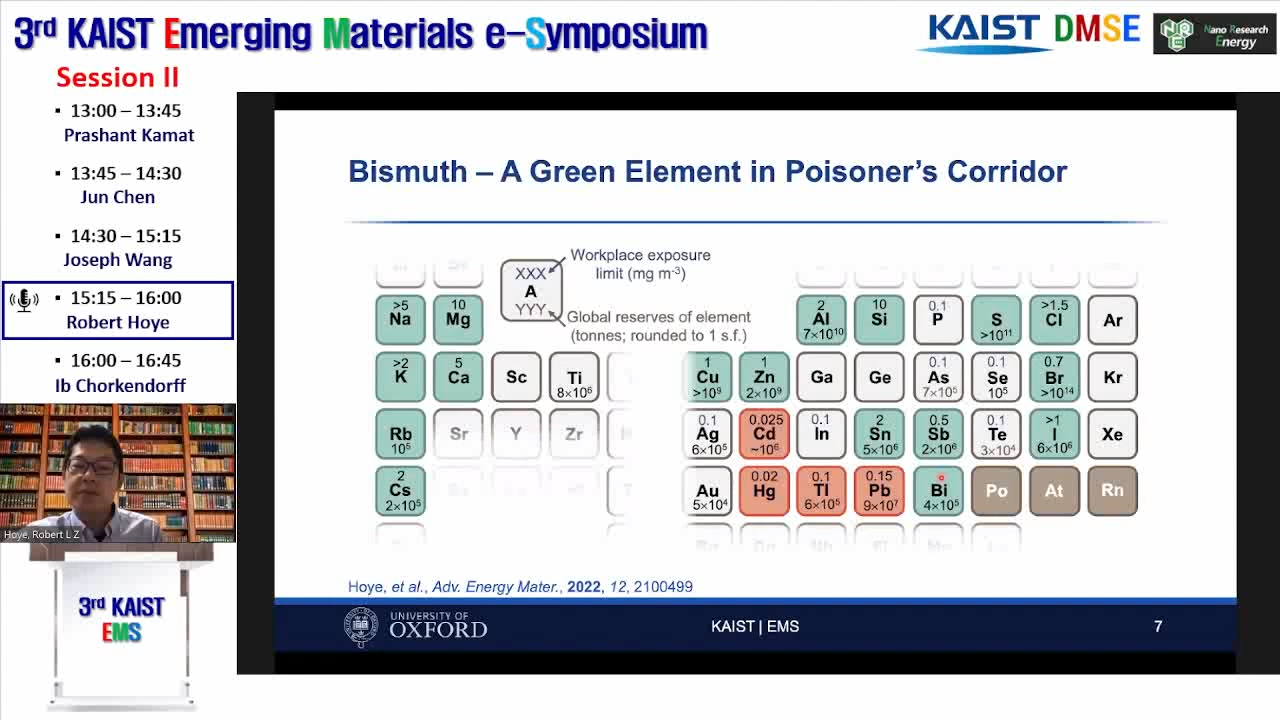 3rd KAIST Emerging Materials e-Symposium
KAIST DMSE
NRE Nano Research Energy
Session II
▪ 13:00 – 13:45
Prashant Kamat
▪ 13:45 – 14:30
Jun Chen
▪ 14:30 – 15:15
Joseph Wang
▪ 15:15 – 16:00
Robert Hoye
▪ 16:00 – 16:45
Ib Chorkendorff
Hoye, Robert L Z
3rd KAIST
EMS
Bismuth – A Green Element in Poisoner's Corridor
XXX
A
YYY
Workplace exposure
limit (mg m-3)
Global reserves of element
(tonnes; rounded to 1 s.f.)
>5 10 2 10 0.1 >1.5
Na Mg Al Si P S Cl Ar
7×10¹⁰ >10¹¹
>2 5 1 1 0.1 0.1 0.7
K Ca Sc Ti Cu Zn Ga Ge As Se Br Kr
8×10⁶ >10⁹ 2×10⁹ 7×10⁵ 10⁵ >10¹⁴
0.1 0.025 0.1 2 0.5 0.1 >1
Rb Sr Y Zr Ag Cd In Sn Sb Te I Xe
10⁵ 6×10⁵ ~10⁶ 5×10⁶ 2×10⁶ 3×10⁴ 6×10⁶
2 0.02 0.1 0.15
Cs Au Hg Tl Pb Bi Po At Rn
2×10⁵ 5×10⁴ 6×10⁵ 9×10⁷ 4×10⁵
Hoye, et al., Adv. Energy Mater., 2022, 12, 2100499
UNIVERSITY OF
OXFORD
KAIST | EMS
7